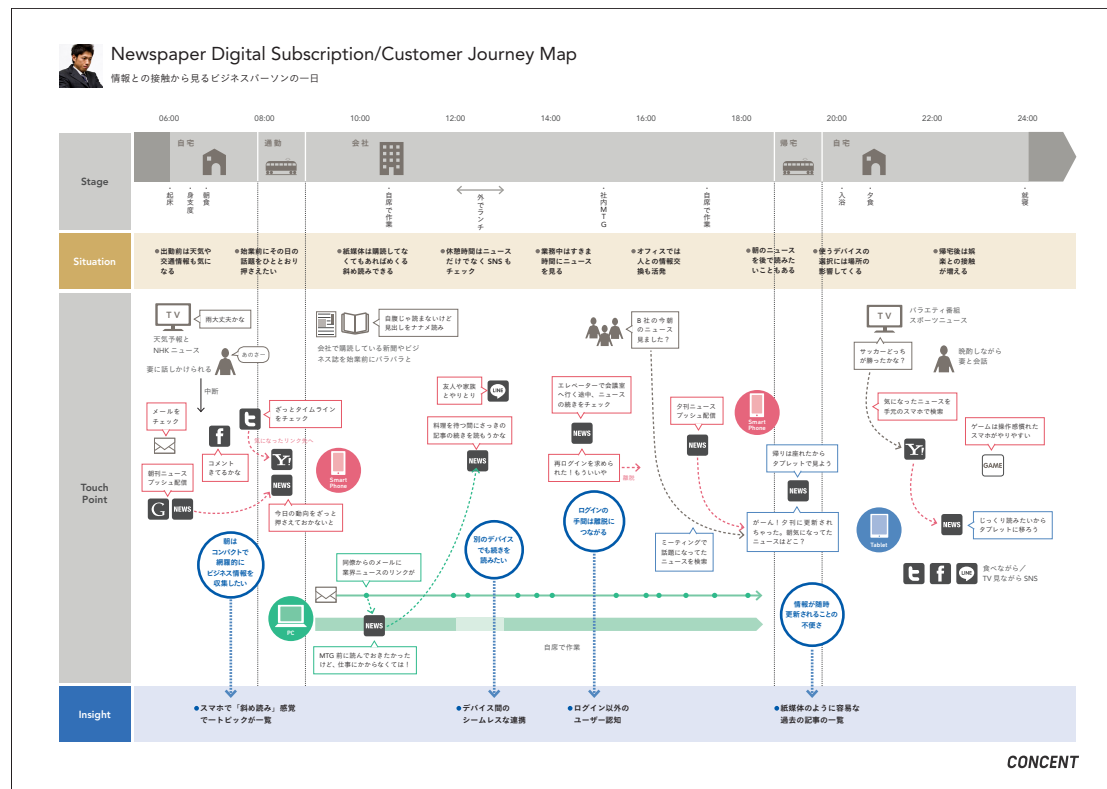 Newspaper Digital Subscription/Customer Journey Map
情報との接触から見るビジネスパーソンの一日
06:00
08:00
10:00
12:00
14:00
16:00
18:00
20:00
22:00
24:00
Stage
自宅
通勤
会社
帰宅
自宅
・起床
・身支度
・朝食
・自席で作業
外でランチ
・社内MTG
・自席で作業
・入浴
・夕食
・就寝
Situation
●出勤前は天気や
交通情報も気に
なる
●始業前にその日の
話題をひととおり
押さえたい
●紙媒体は購読してな
くてもあればめくる
斜め読みできる
●休憩時間はニュース
だけでなく SNS も
チェック
●業務中はすきま
時間にニュース
を見る
●オフィスでは
人との情報交
換も活発
●朝のニュース
を後で読みた
いこともある
●使うデバイスの
選択には場所の
影響してくる
●帰宅後は娯
楽との接触
が増える
Touch
Point
TV
雨大丈夫かな
天気予報と
NHK ニュース
あのさー
妻に話しかけられる
中断
メールを
チェック
朝刊ニュース
プッシュ配信
G
NEWS
f
コメント
きてるかな
t
ざっとタイムライン
をチェック
気になったリンク先へ
Y!
NEWS
今日の動向をざっと
押さえておかないと
Smart
Phone
朝は
コンパクトで
網羅的に
ビジネス情報を
収集したい
自腹じゃ読まないけど
見出しをナナメ読み
会社で購読している新聞やビジ
ネス誌を始業前にパラパラと
友人や家族
とやりとり
LINE
料理を待つ間にさっきの
記事の続きを読もうかな
NEWS
別のデバイス
でも続きを
読みたい
同僚からのメールに
業界ニュースのリンクが
NEWS
PC
MTG 前に読んでおきたかった
けど、仕事にかからなくては！
自席で作業
B 社の今朝
のニュース
見ました？
エレベーターで会議室
へ行く途中、ニュース
の続きをチェック
NEWS
再ログインを求めら
れた！もういいや
離脱
ログインの
手間は離脱に
つながる
夕刊ニュース
プッシュ配信
NEWS
Smart
Phone
ミーティングで
話題になってた
ニュースを検索
帰りは座れたから
タブレットで見よう
NEWS
がーん！夕刊に更新され
ちゃった。朝気になってた
ニュースはどこ？
情報が随時
更新されることの
不便さ
TV
バラエティ番組
スポーツニュース
サッカーどっち
が勝ったかな？
晩酌しながら
妻と会話
気になったニュースを
手元のスマホで検索
Y!
ゲームは操作感慣れた
スマホがやりやすい
GAME
Tablet
NEWS
じっくり読みたいから
タブレットに移ろう
t
f
LINE
食べながら／
TV 見ながら SNS
Insight
●スマホで「斜め読み」感覚
でートピックが一覧
●デバイス間の
シームレスな連携
●ログイン以外の
ユーザー認知
●紙媒体のように容易な
過去の記事の一覧
CONCENT